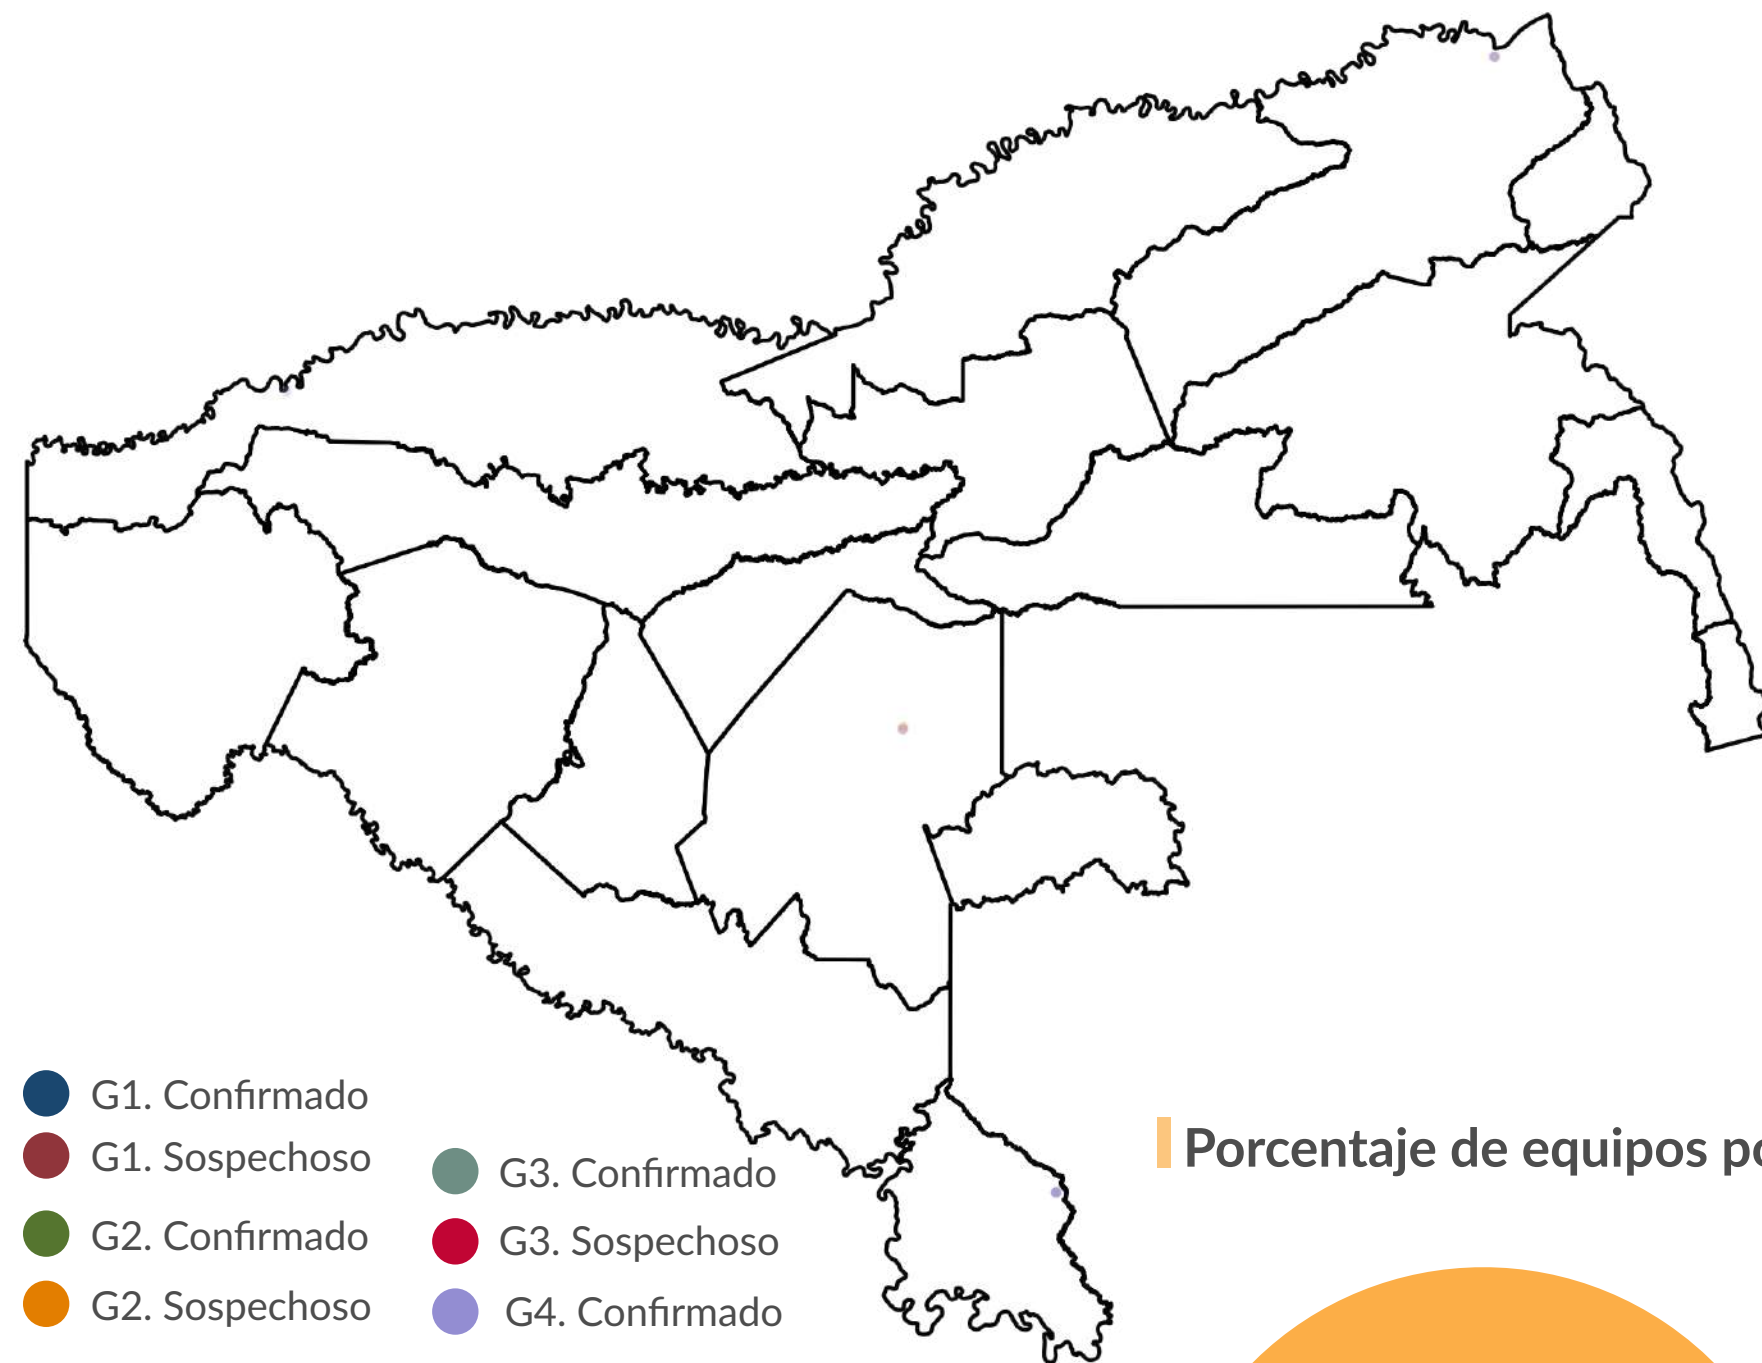 G1. Confirmado
G1. Sospechoso
G2. Confirmado
G2. Sospechoso
G3. Confirmado
G3. Sospechoso
G4. Confirmado
Porcentaje de equipos